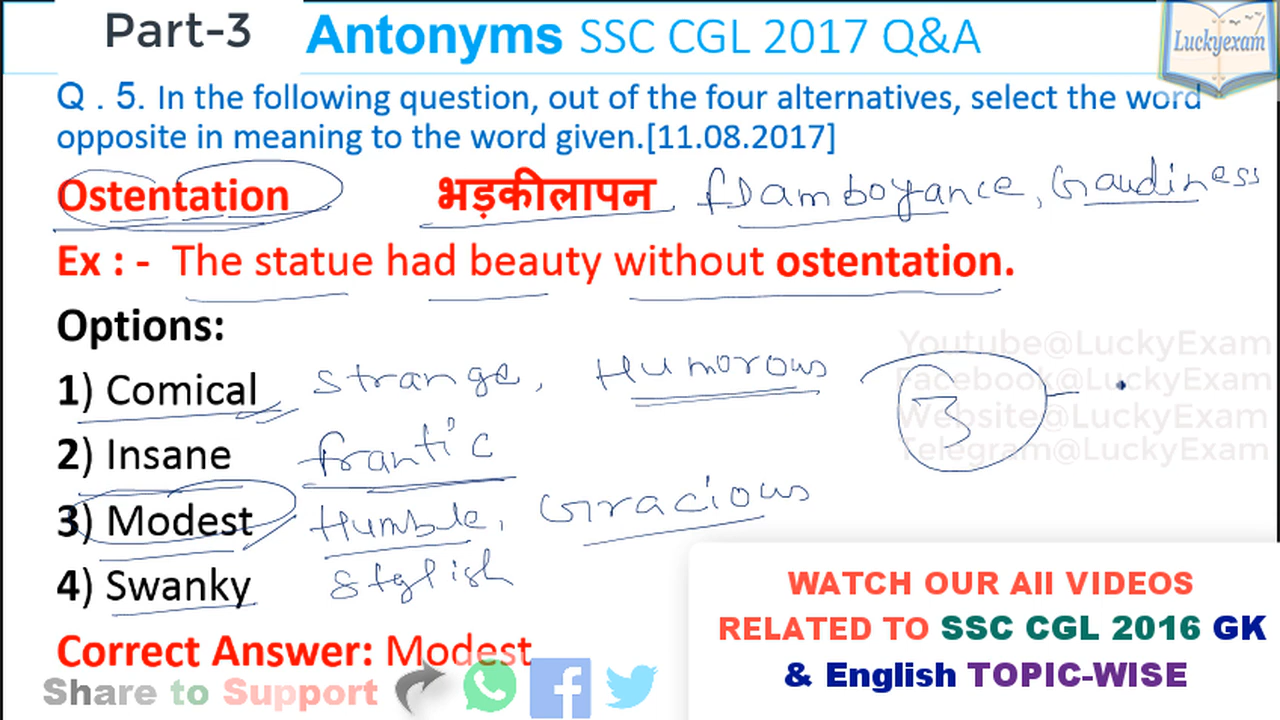 Part-3 Antonyms SSC CGL 2017 Q&A
Luckyexam
Q . 5. In the following question, out of the four alternatives, select the word
opposite in meaning to the word given.[11.08.2017]
Ostentation भड़कीलापन flamboyance, Gaudiness
Ex : - The statue had beauty without ostentation.
Options:
Youtube@LuckyExam
1) Comical strange, Humorous
Facebook@LuckyExam
3
Website@LuckyExam
2) Insane frantic
Telegram@LuckyExam
3) Modest Humble, Gracious
4) Swanky stylish
WATCH OUR All VIDEOS
RELATED TO SSC CGL 2016 GK
& English TOPIC-WISE
Correct Answer: Modest
Share to Support